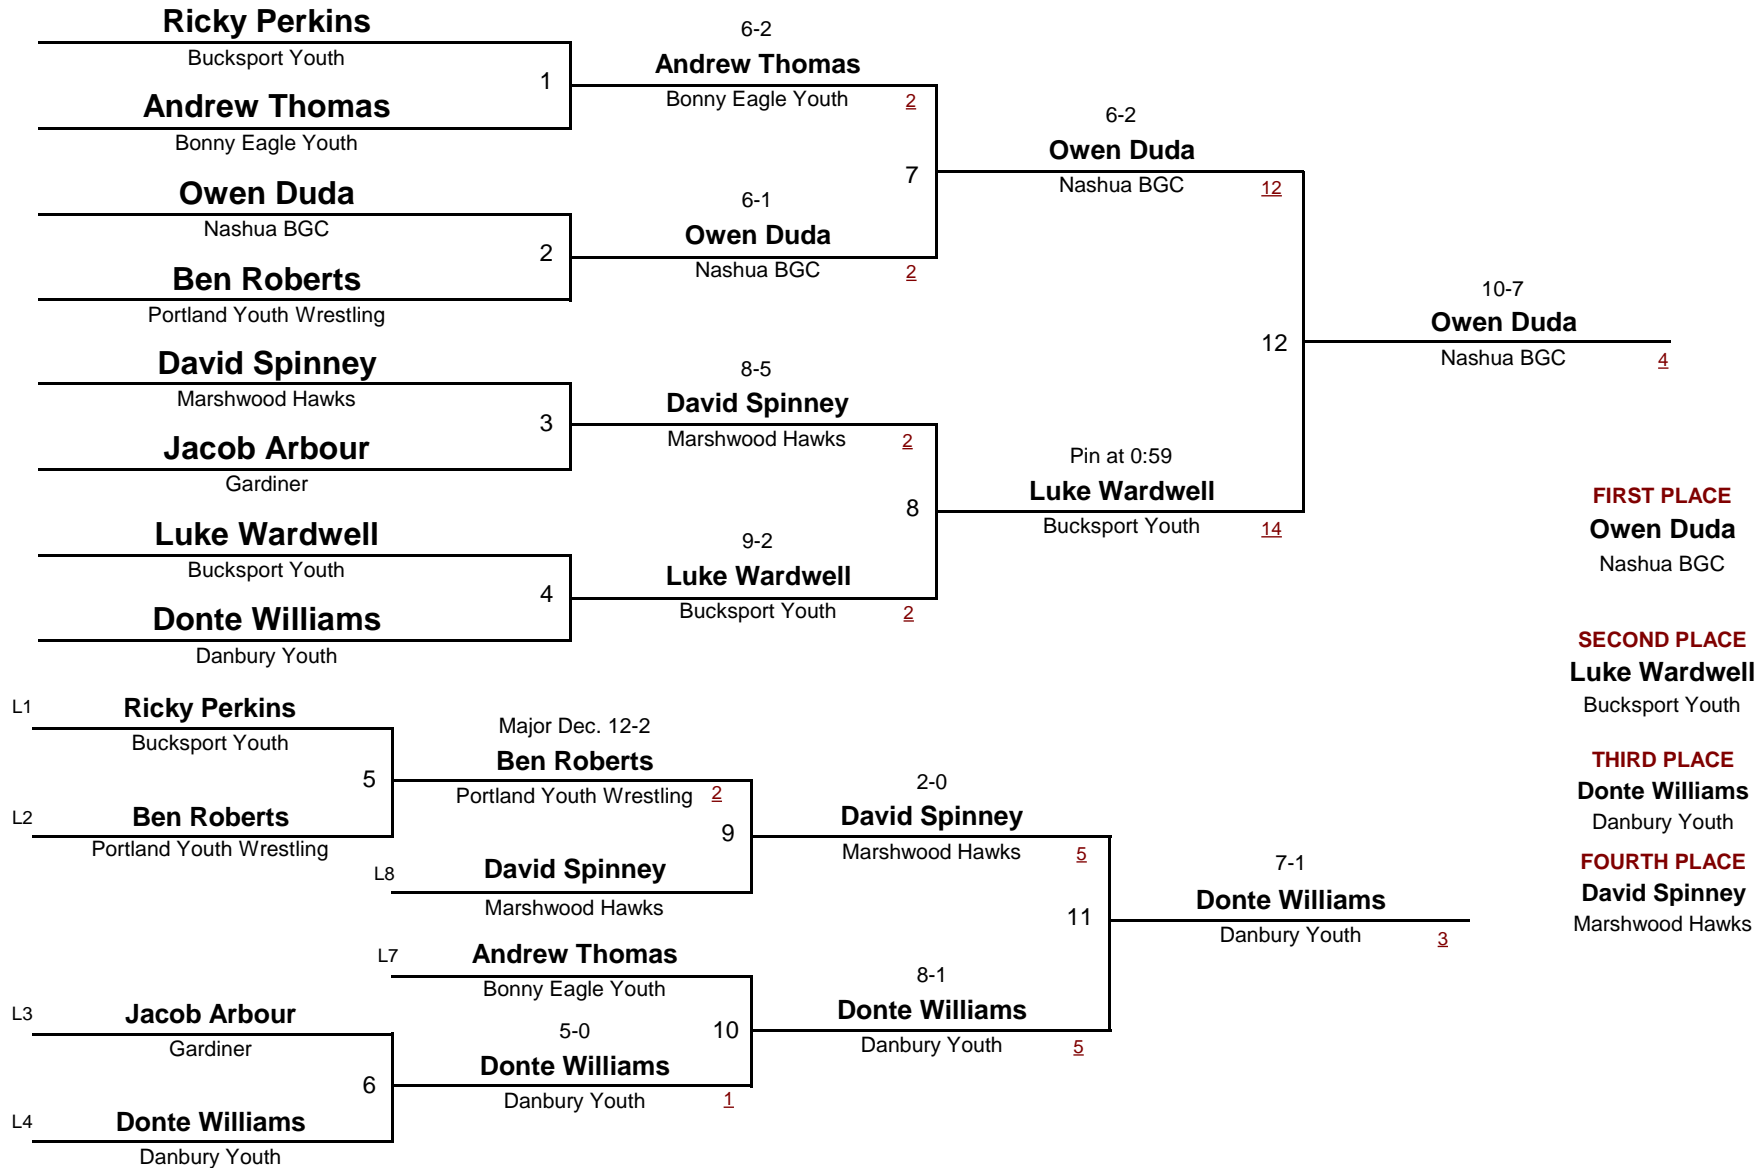 Ricky Perkins
Bucksport Youth
1
Andrew Thomas
Bonny Eagle Youth
6-2
Andrew Thomas
Bonny Eagle Youth 2
Owen Duda
Nashua BGC
2
Ben Roberts
Portland Youth Wrestling
6-1
Owen Duda
Nashua BGC 2
7
6-2
Owen Duda
Nashua BGC 12
David Spinney
Marshwood Hawks
3
Jacob Arbour
Gardiner
8-5
David Spinney
Marshwood Hawks 2
Luke Wardwell
Bucksport Youth
4
Donte Williams
Danbury Youth
9-2
Luke Wardwell
Bucksport Youth 2
8
Pin at 0:59
Luke Wardwell
Bucksport Youth 14
12
10-7
Owen Duda
Nashua BGC 4
FIRST PLACE
Owen Duda
Nashua BGC
SECOND PLACE
Luke Wardwell
Bucksport Youth
THIRD PLACE
Donte Williams
Danbury Youth
FOURTH PLACE
David Spinney
Marshwood Hawks
L1 Ricky Perkins
Bucksport Youth
5
L2 Ben Roberts
Portland Youth Wrestling
Major Dec. 12-2
Ben Roberts
Portland Youth Wrestling 2
9
L8 David Spinney
Marshwood Hawks
2-0
David Spinney
Marshwood Hawks 5
L7 Andrew Thomas
Bonny Eagle Youth
L3 Jacob Arbour
Gardiner
6
L4 Donte Williams
Danbury Youth
5-0
Donte Williams
Danbury Youth 1
10
8-1
Donte Williams
Danbury Youth 5
11
7-1
Donte Williams
Danbury Youth 3